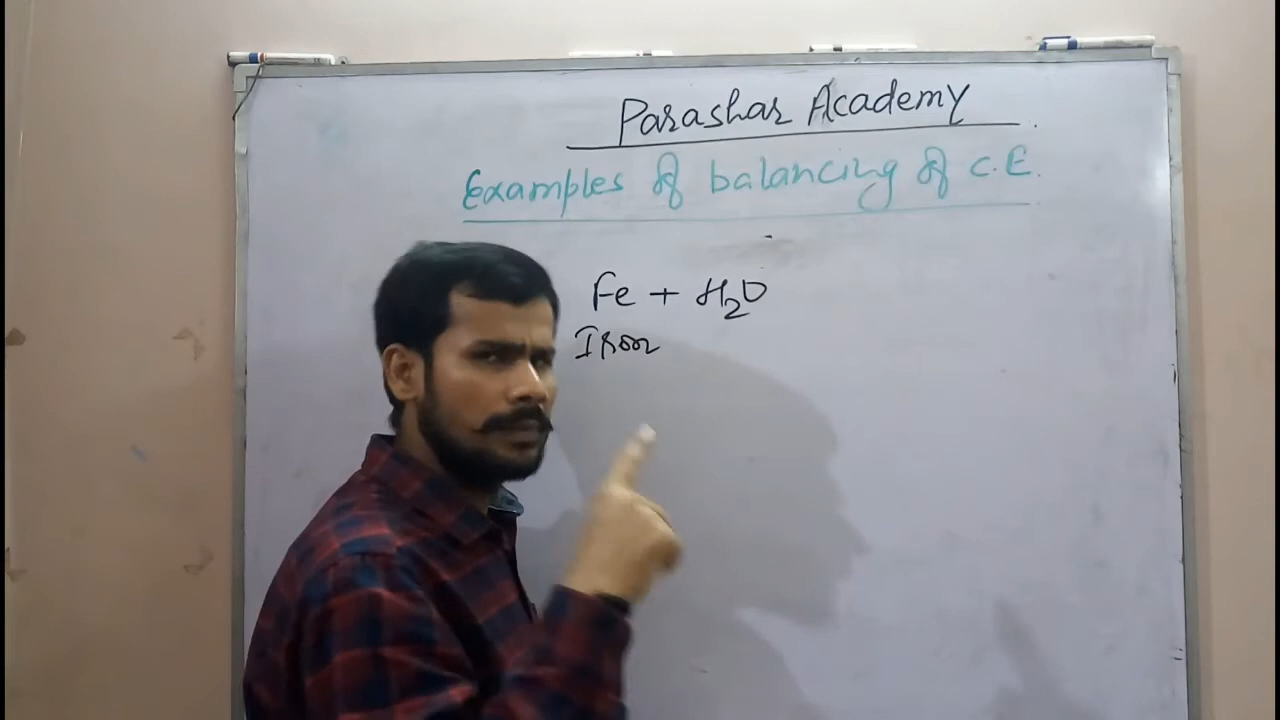 Parashar Academy
Examples of balancing of C.E.
Fe + H₂O
Iron